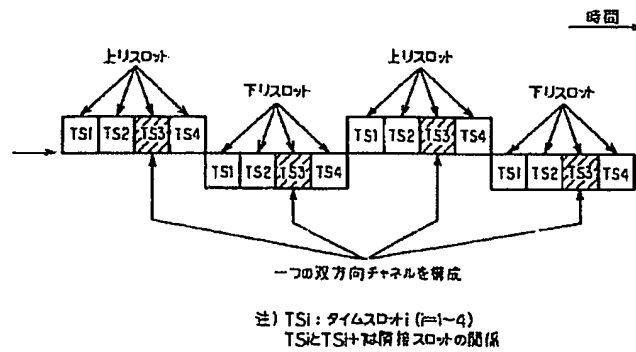 時間
上りスロット
上りスロット
下りスロット
下りスロット
TS1 TS2 TS3 TS4
TS1 TS2 TS3 TS4
TS1 TS2 TS3 TS4
TS1 TS2 TS3 TS4
一つの双方向チャネルを構成
注) TSi : タイムスロットi (i=1~4)
TSiとTSi+1は隣接スロットの関係